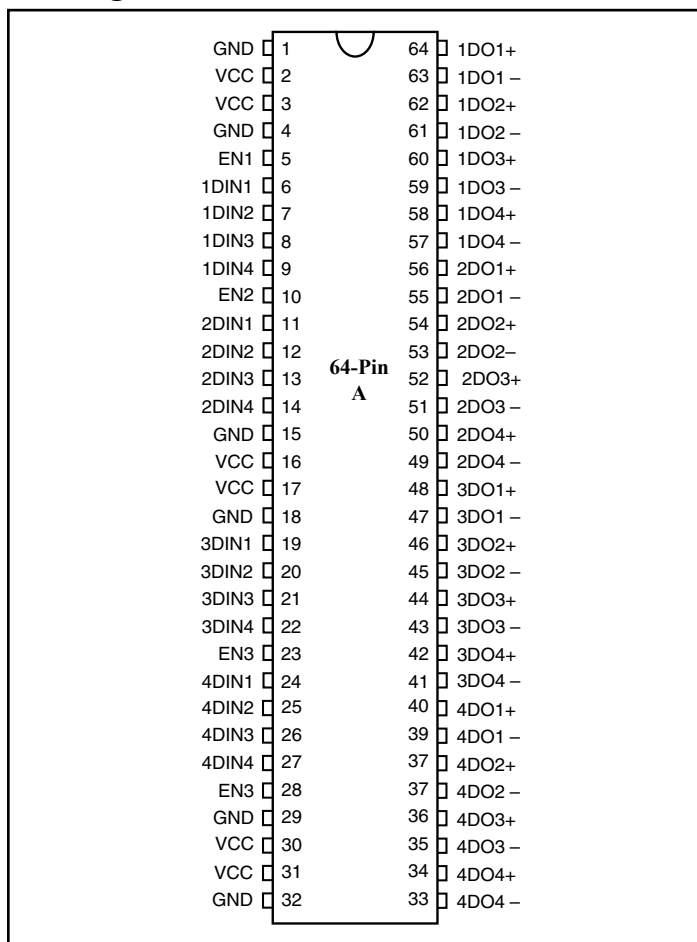 GND 1 64 1DO1+
VCC 2 63 1DO1 –
VCC 3 62 1DO2+
GND 4 61 1DO2 –
EN1 5 60 1DO3+
1DIN1 6 59 1DO3 –
1DIN2 7 58 1DO4+
1DIN3 8 57 1DO4 –
1DIN4 9 56 2DO1+
EN2 10 55 2DO1 –
2DIN1 11 54 2DO2+
2DIN2 12 53 2DO2–
2DIN3 13 64-Pin 52 2DO3+
2DIN4 14 A 51 2DO3 –
GND 15 50 2DO4+
VCC 16 49 2DO4 –
VCC 17 48 3DO1+
GND 18 47 3DO1 –
3DIN1 19 46 3DO2+
3DIN2 20 45 3DO2 –
3DIN3 21 44 3DO3+
3DIN4 22 43 3DO3 –
EN3 23 42 3DO4+
4DIN1 24 41 3DO4 –
4DIN2 25 40 4DO1+
4DIN3 26 39 4DO1 –
4DIN4 27 37 4DO2+
EN3 28 37 4DO2 –
GND 29 36 4DO3+
VCC 30 35 4DO3 –
VCC 31 34 4DO4+
GND 32 33 4DO4 –